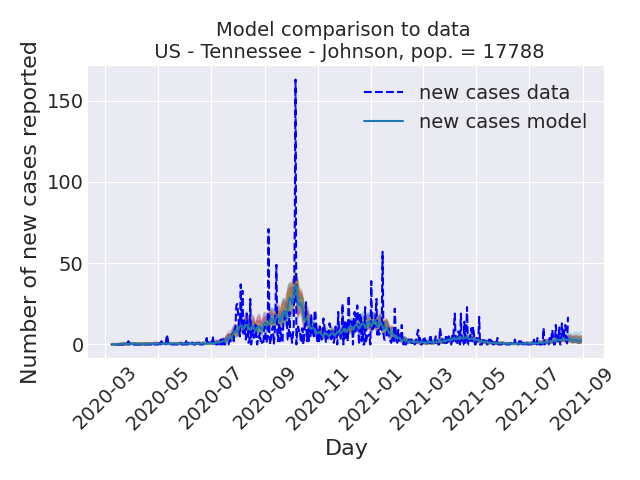 Model comparison to data
US - Tennessee - Johnson, pop. = 17788
Number of new cases reported
150
100
50
0
new cases data
new cases model
2020-03
2020-05
2020-07
2020-09
2020-11
2021-01
2021-03
2021-05
2021-07
2021-09
Day